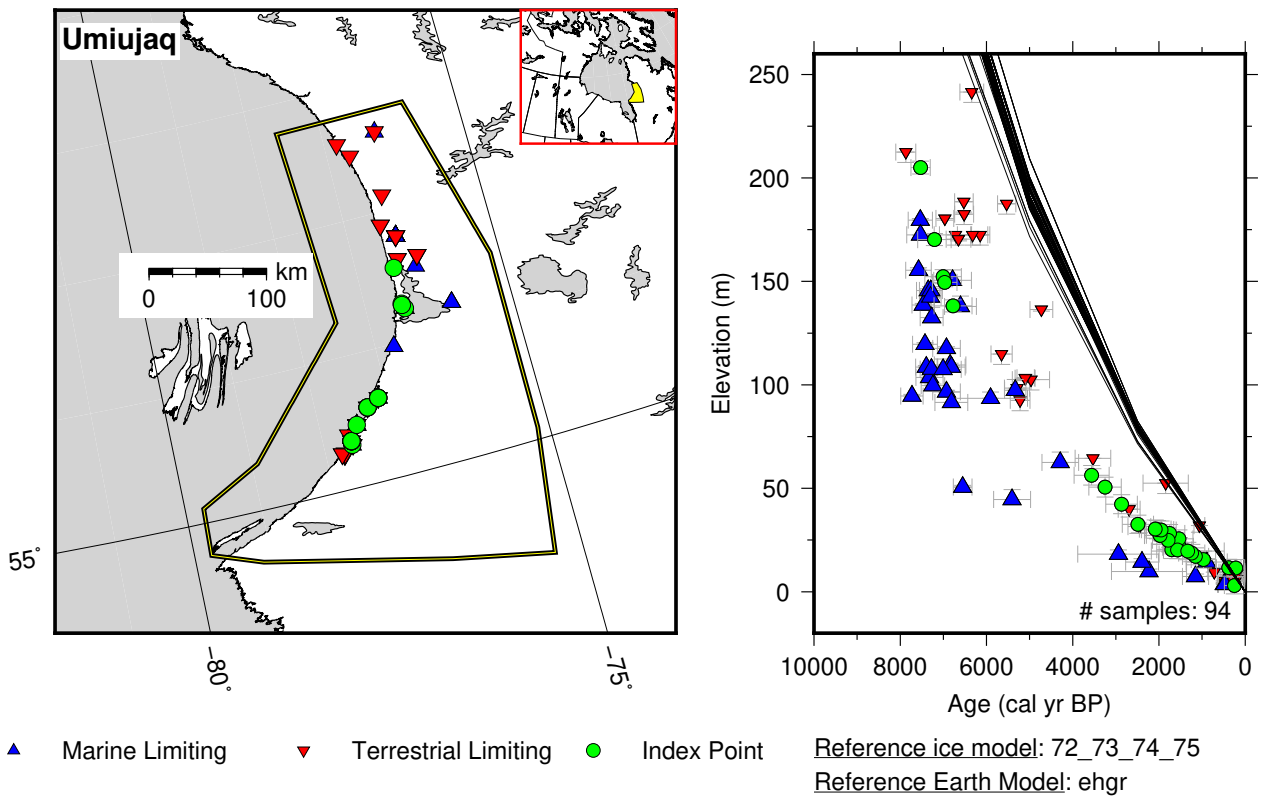 Umiujaq
km
0 100
55°
-80°
-75°
Elevation (m)
250
200
150
100
50
0
# samples: 94
10000 8000 6000 4000 2000 0
Age (cal yr BP)
Marine Limiting Terrestrial Limiting Index Point
Reference ice model: 72_73_74_75
Reference Earth Model: ehgr